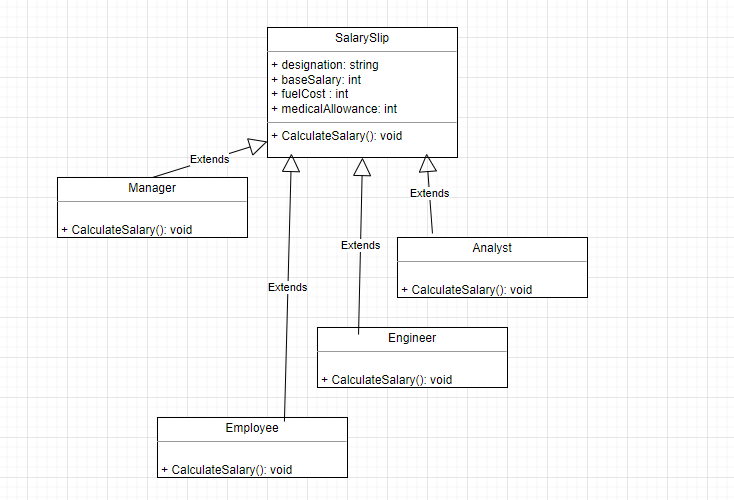 SalarySlip
+ designation: string
+ baseSalary: int
+ fuelCost : int
+ medicalAllowance: int
+ CalculateSalary(): void
Extends
Manager
+ CalculateSalary(): void
Extends
Extends
Analyst
+ CalculateSalary(): void
Extends
Engineer
+ CalculateSalary(): void
Employee
+ CalculateSalary(): void